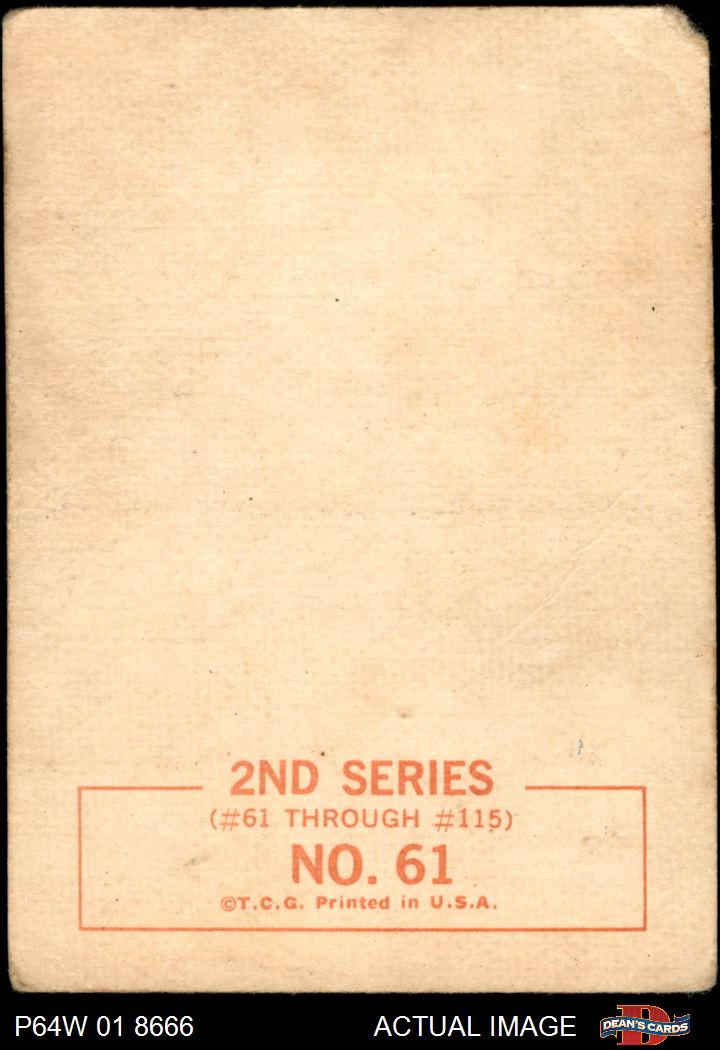 2ND SERIES
(#61 THROUGH #115)
NO. 61
©T.C.G. Printed in U.S.A.
P64W 01 8666
ACTUAL IMAGE
DEAN'S CARDS